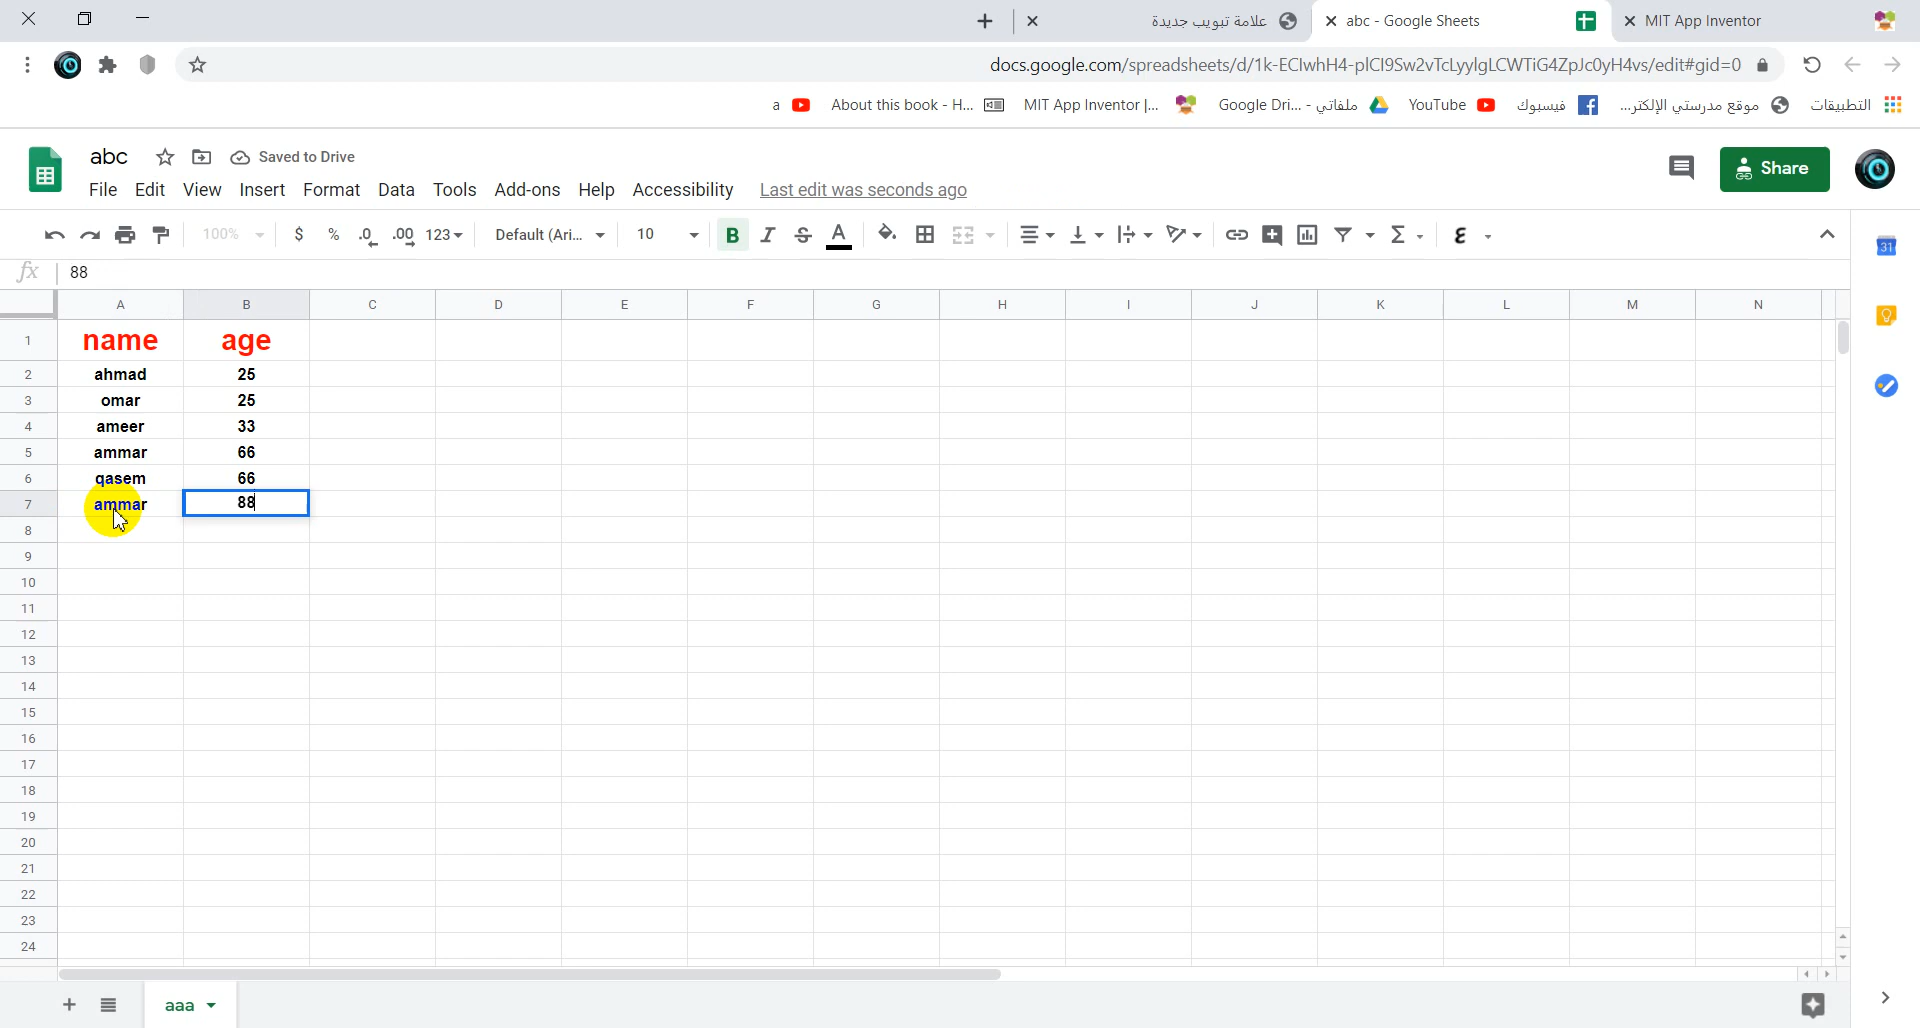 علامة تبويب جديدة
abc - Google Sheets
MIT App Inventor
docs.google.com/spreadsheets/d/1k-EClwhH4-plCI9Sw2vTcLyylgLCWTiG4ZpJc0yH4vs/edit#gid=0
a
About this book - H...
MIT App Inventor |...
Google Dri... - ملفاتي
YouTube
فيسبوك
موقع مدرستي الإلكتر...
التطبيقات
abc
Saved to Drive
File Edit View Insert Format Data Tools Add-ons Help Accessibility Last edit was seconds ago
Share
31
100% $ % .0 .00 123 Default (Ari... 10 B I S A Σ
fx 88
A B C D E F G H I J K L M N
1 name age
2 ahmad 25
3 omar 25
4 ameer 33
5 ammar 66
6 qasem 66
7 ammar 88
8
9
10
11
12
13
14
15
16
17
18
19
20
21
22
23
24
aaa